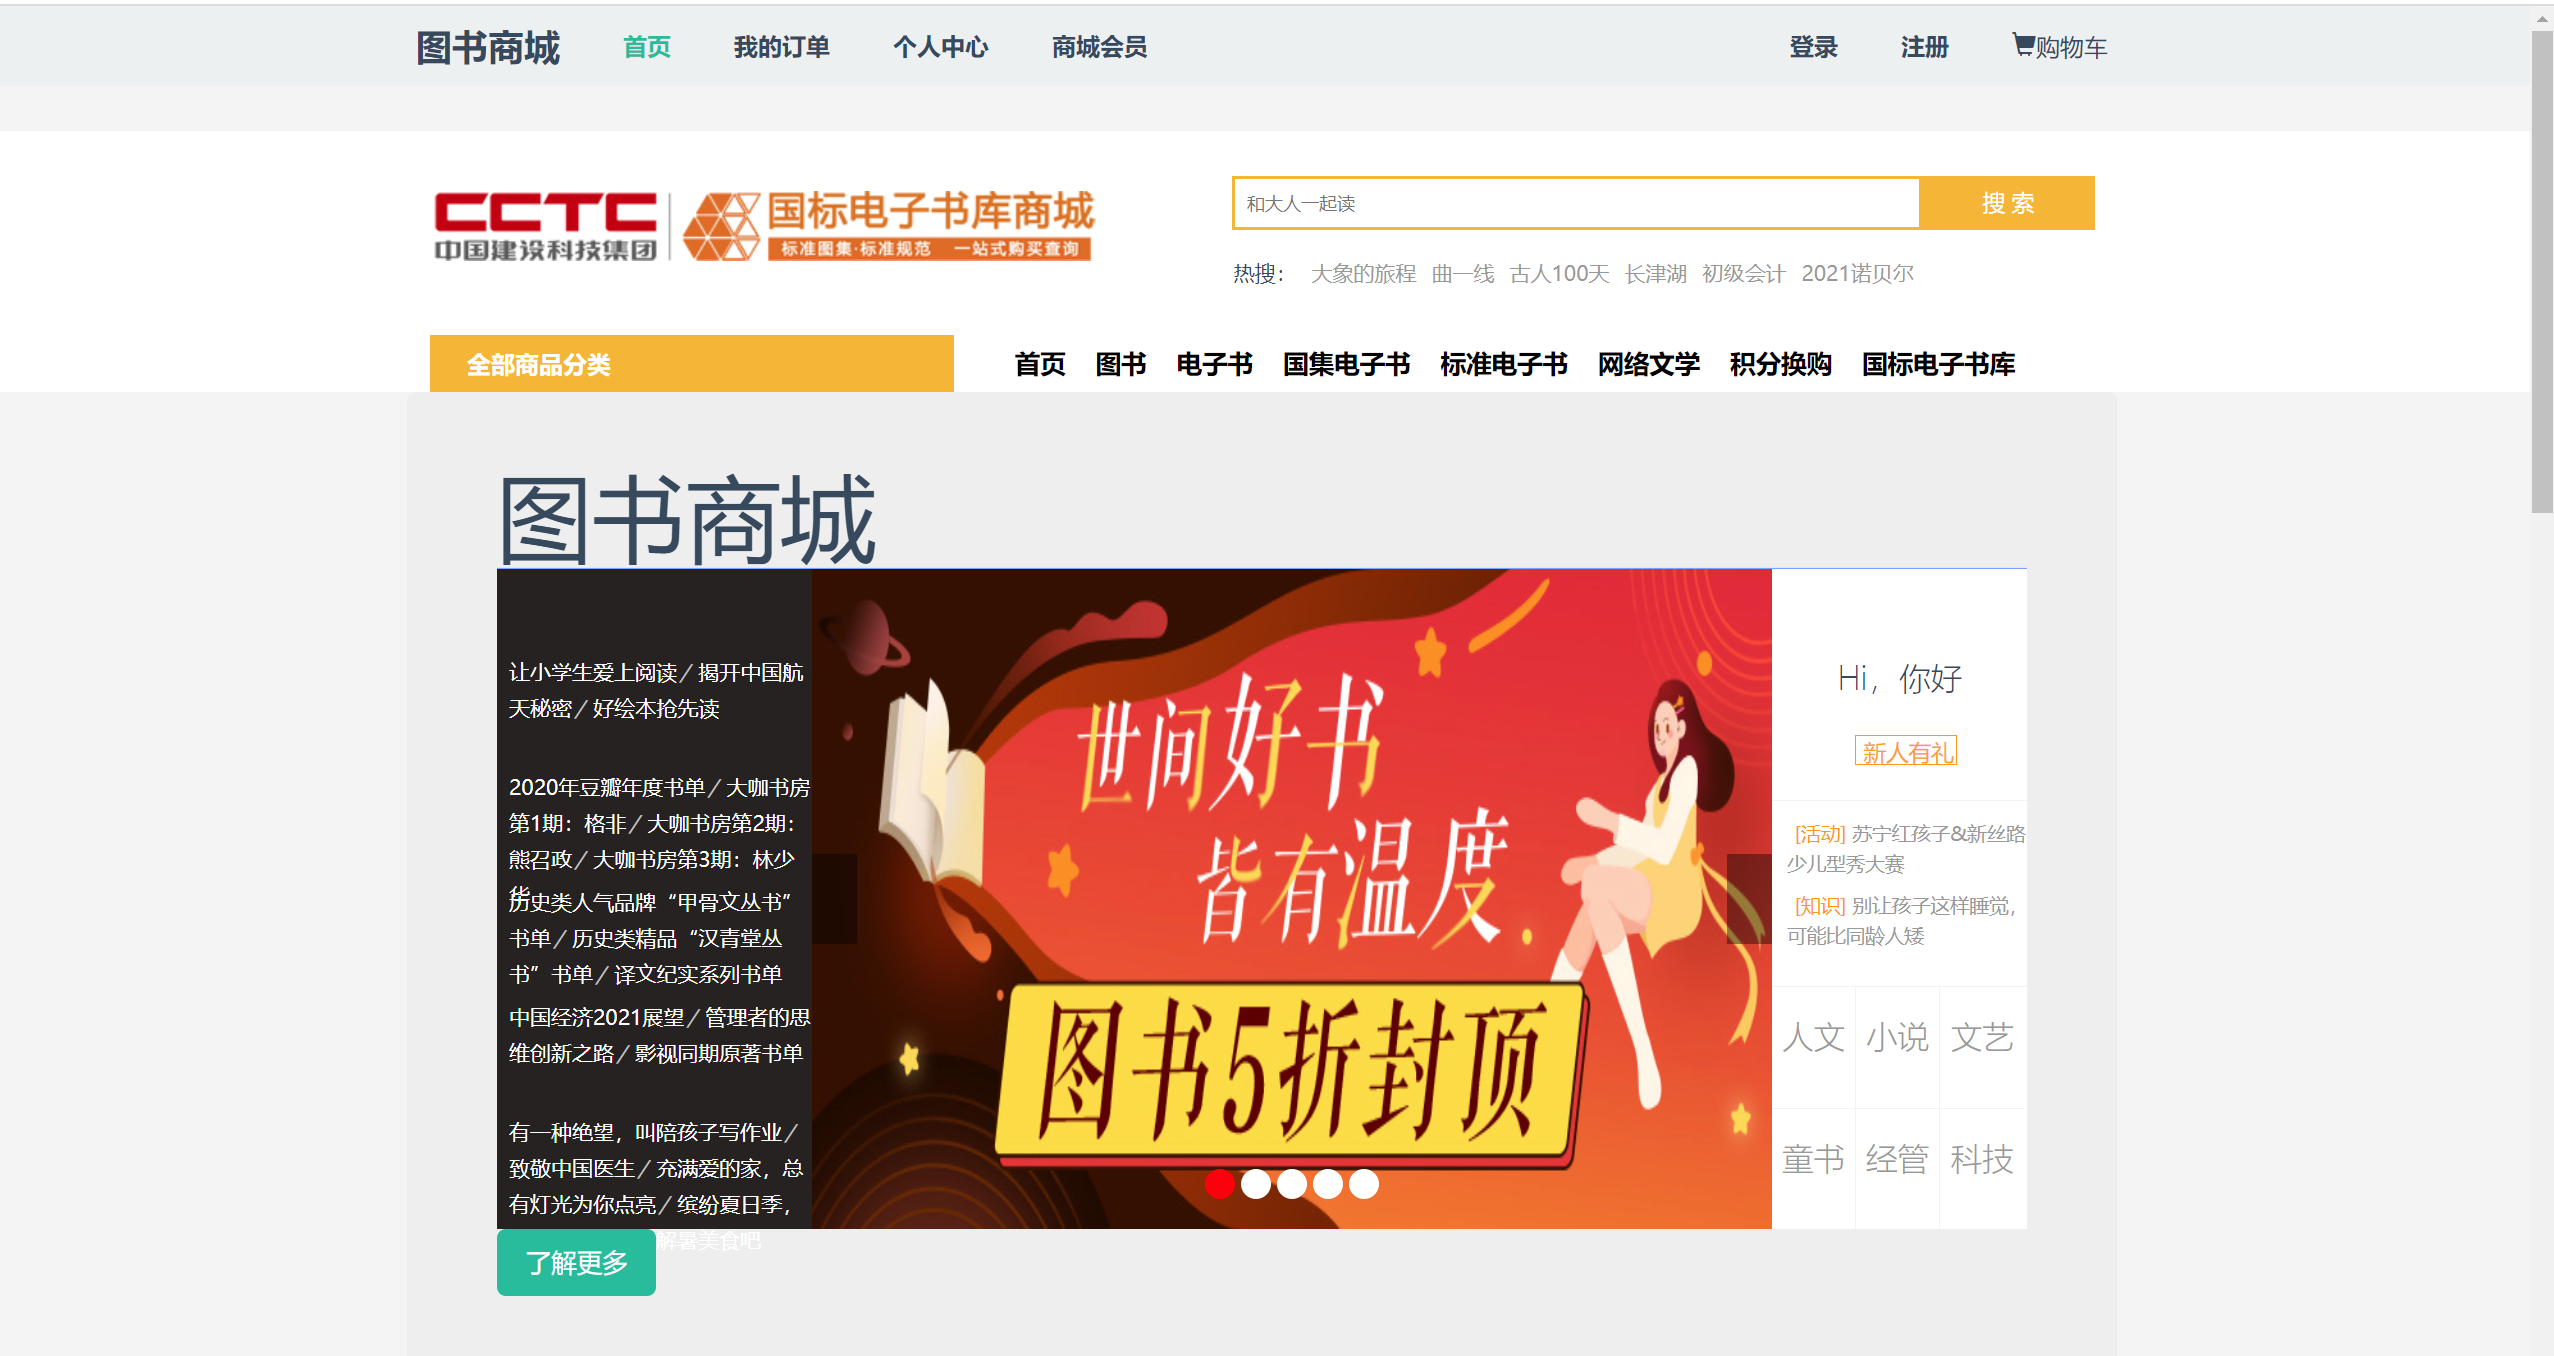 图书商城 首页 我的订单 个人中心 商城会员 登录 注册 购物车
CCTC 中国建设科技集团
国标电子书库商城
标准图集·标准规范 一站式购买查询
和大人一起读 搜 索
热搜： 大象的旅程 曲一线 古人100天 长津湖 初级会计 2021诺贝尔
全部商品分类 首页 图书 电子书 国集电子书 标准电子书 网络文学 积分换购 国标电子书库
图书商城
让小学生爱上阅读/ 揭开中国航
天秘密/ 好绘本抢先读
2020年豆瓣年度书单/ 大咖书房
第1期：格非/ 大咖书房第2期：
熊召政/ 大咖书房第3期：林少
华
历史类人气品牌“甲骨文丛书”
书单/ 历史类精品“汉青堂丛
书”书单/ 译文纪实系列书单
中国经济2021展望/ 管理者的思
维创新之路/ 影视同期原著书单
有一种绝望，叫陪孩子写作业/
致敬中国医生/ 充满爱的家，总
有灯光为你点亮/ 缤纷夏日季，
解暑美食吧
了解更多
世间好书
皆有温度
图书5折封顶
Hi，你好
新人有礼
[活动] 苏宁红孩子&新丝路
少儿型秀大赛
[知识] 别让孩子这样睡觉，
可能比同龄人矮
人文 小说 文艺
童书 经管 科技